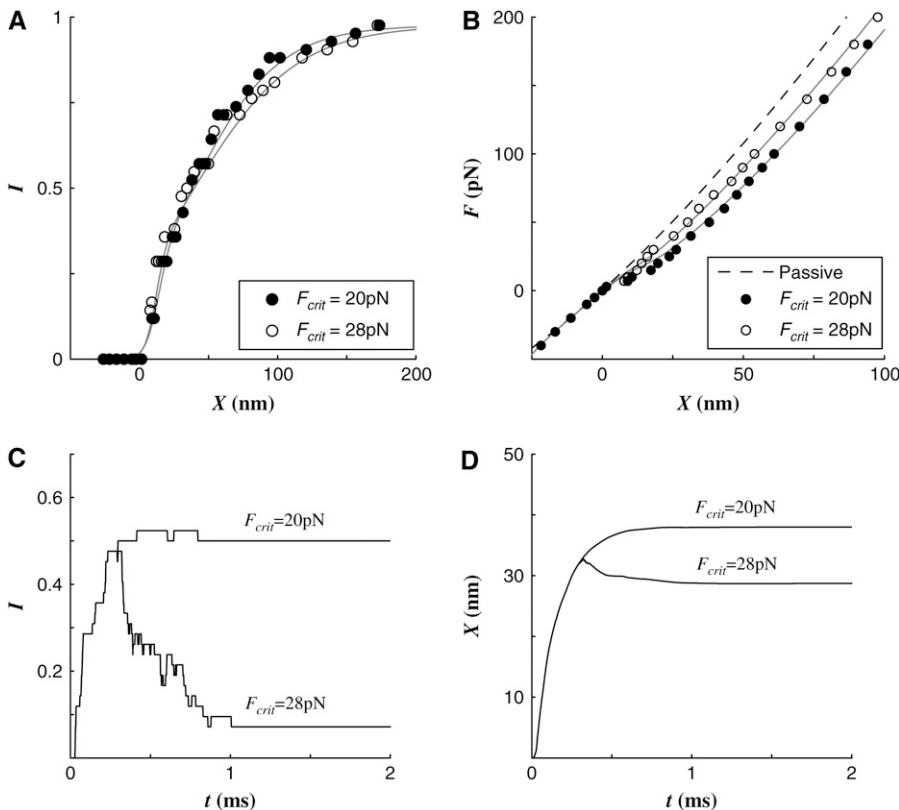 A
1
0.5
0
I
0
100
200
X (nm)
F_crit = 20pN
F_crit = 28pN
B
200
100
0
F (pN)
0
50
100
X (nm)
Passive
F_crit = 20pN
F_crit = 28pN
C
0.6
0.4
0.2
I
0
1
2
t (ms)
F_crit=20pN
F_crit=28pN
D
50
30
10
X (nm)
0
1
2
t (ms)
F_crit=20pN
F_crit=28pN